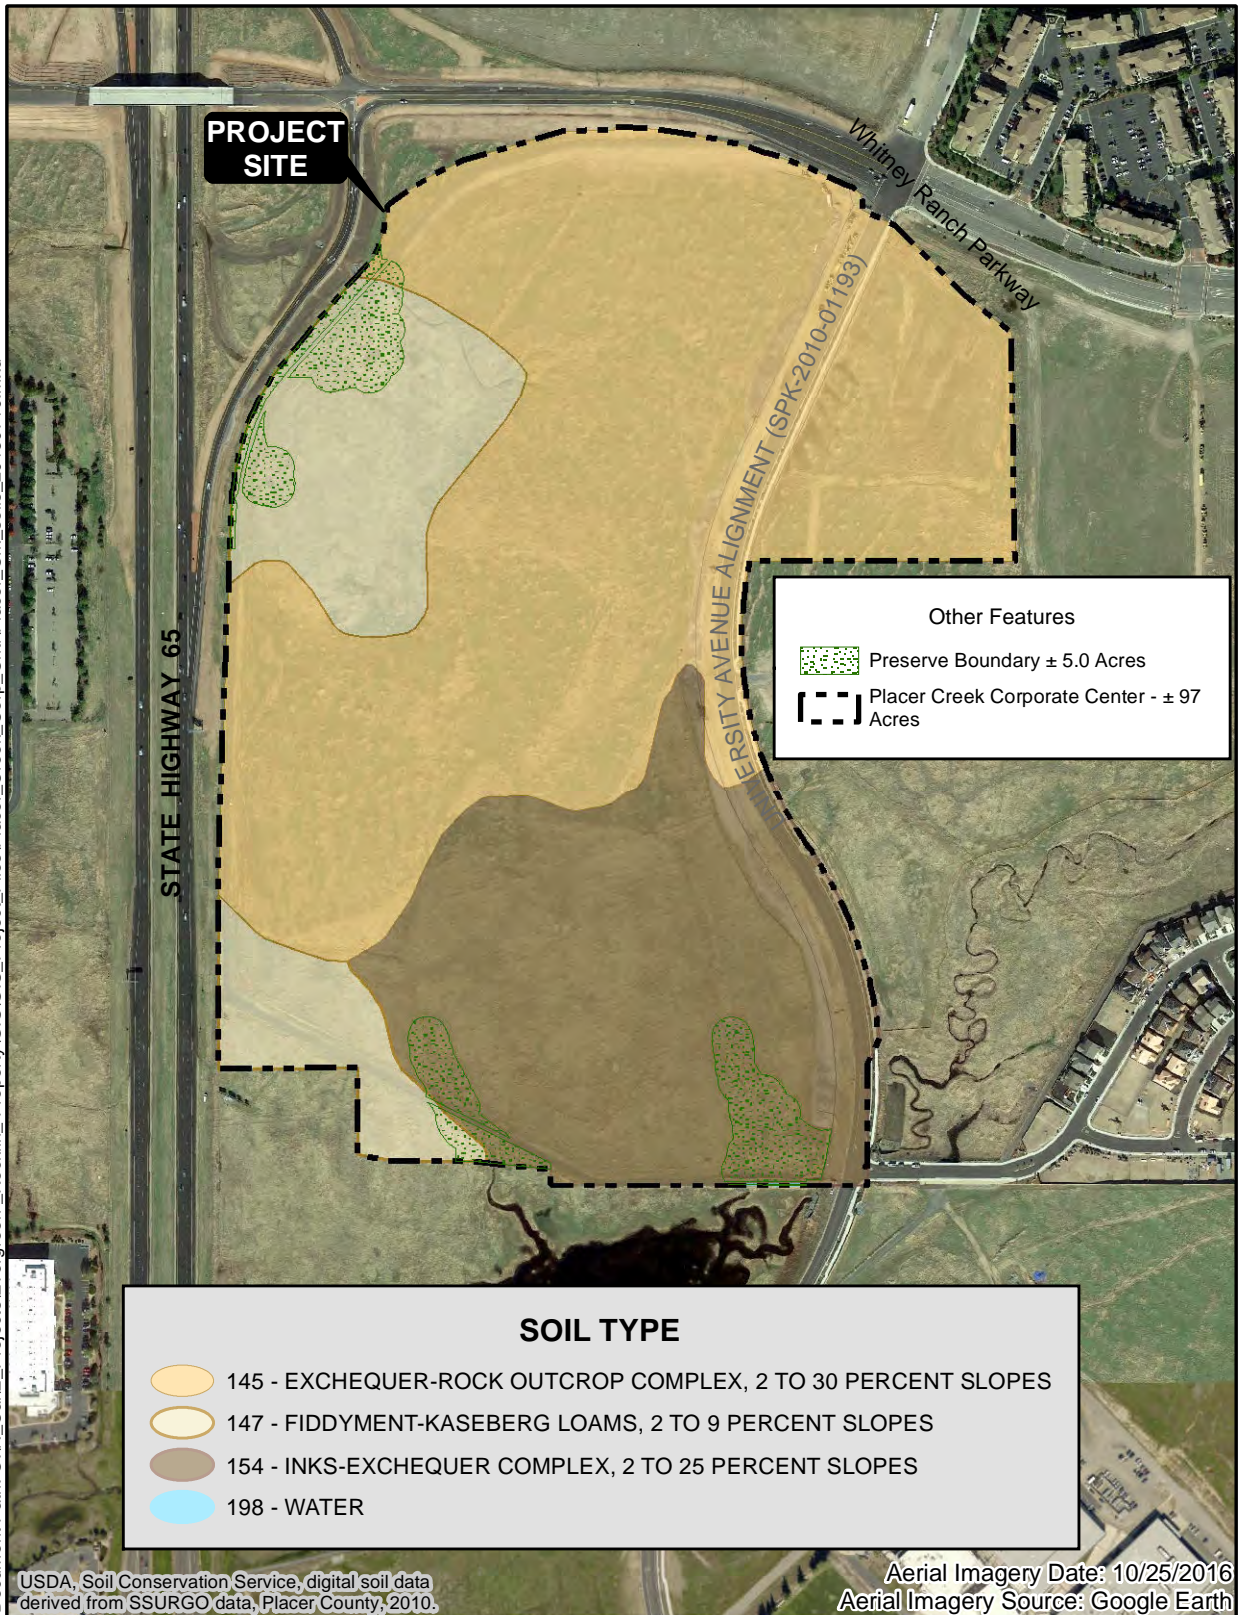 PROJECT
SITE
Whitney Ranch Parkway
UNIVERSITY AVENUE ALIGNMENT (SPK-2010-01193)
STATE HIGHWAY 65
Other Features
Preserve Boundary ± 5.0 Acres
Placer Creek Corporate Center - ± 97
Acres
SOIL TYPE
145 - EXCHEQUER-ROCK OUTCROP COMPLEX, 2 TO 30 PERCENT SLOPES
147 - FIDDYMENT-KASEBERG LOAMS, 2 TO 9 PERCENT SLOPES
154 - INKS-EXCHEQUER COMPLEX, 2 TO 25 PERCENT SLOPES
198 - WATER
USDA, Soil Conservation Service, digital soil data
derived from SSURGO data, Placer County, 2010.
Aerial Imagery Date: 10/25/2016
Aerial Imagery Source: Google Earth